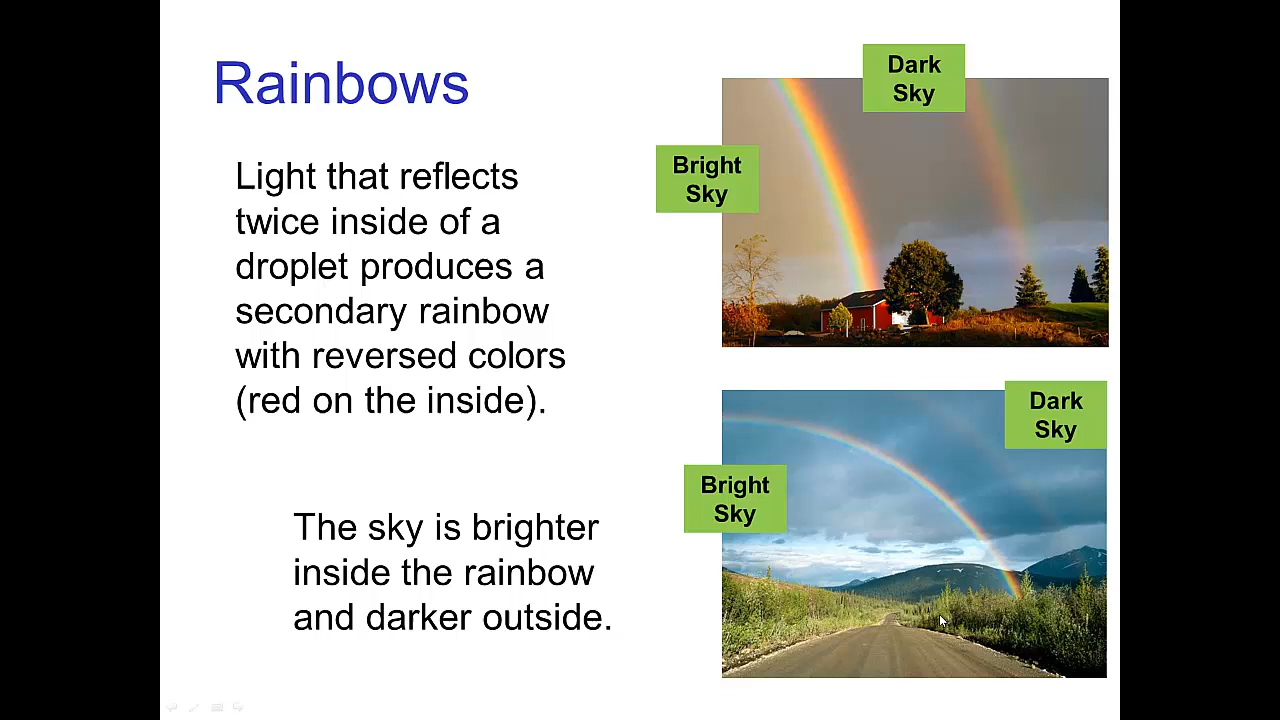 Rainbows
Light that reflects
twice inside of a
droplet produces a
secondary rainbow
with reversed colors
(red on the inside).
The sky is brighter
inside the rainbow
and darker outside.
Dark
Sky
Bright
Sky
Dark
Sky
Bright
Sky